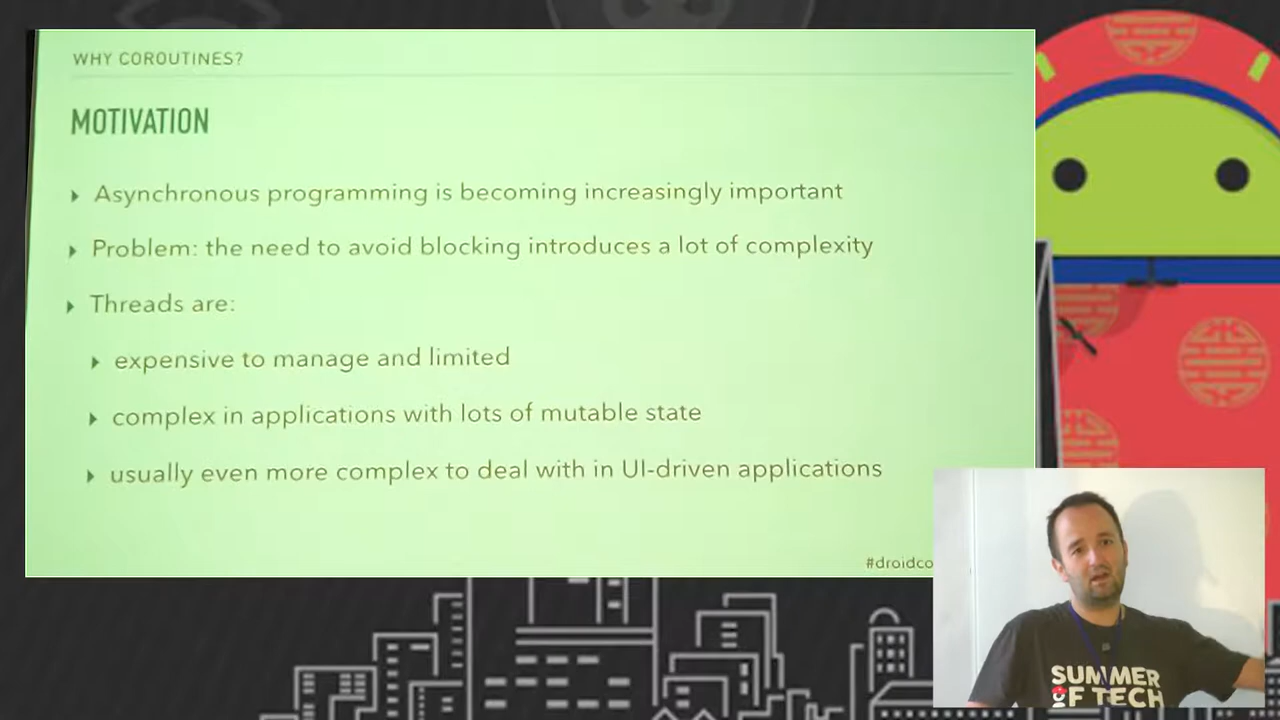 WHY COROUTINES?
MOTIVATION
Asynchronous programming is becoming increasingly important
Problem: the need to avoid blocking introduces a lot of complexity
Threads are:
expensive to manage and limited
complex in applications with lots of mutable state
usually even more complex to deal with in UI-driven applications
#droidco
SUMMER
OF TECH